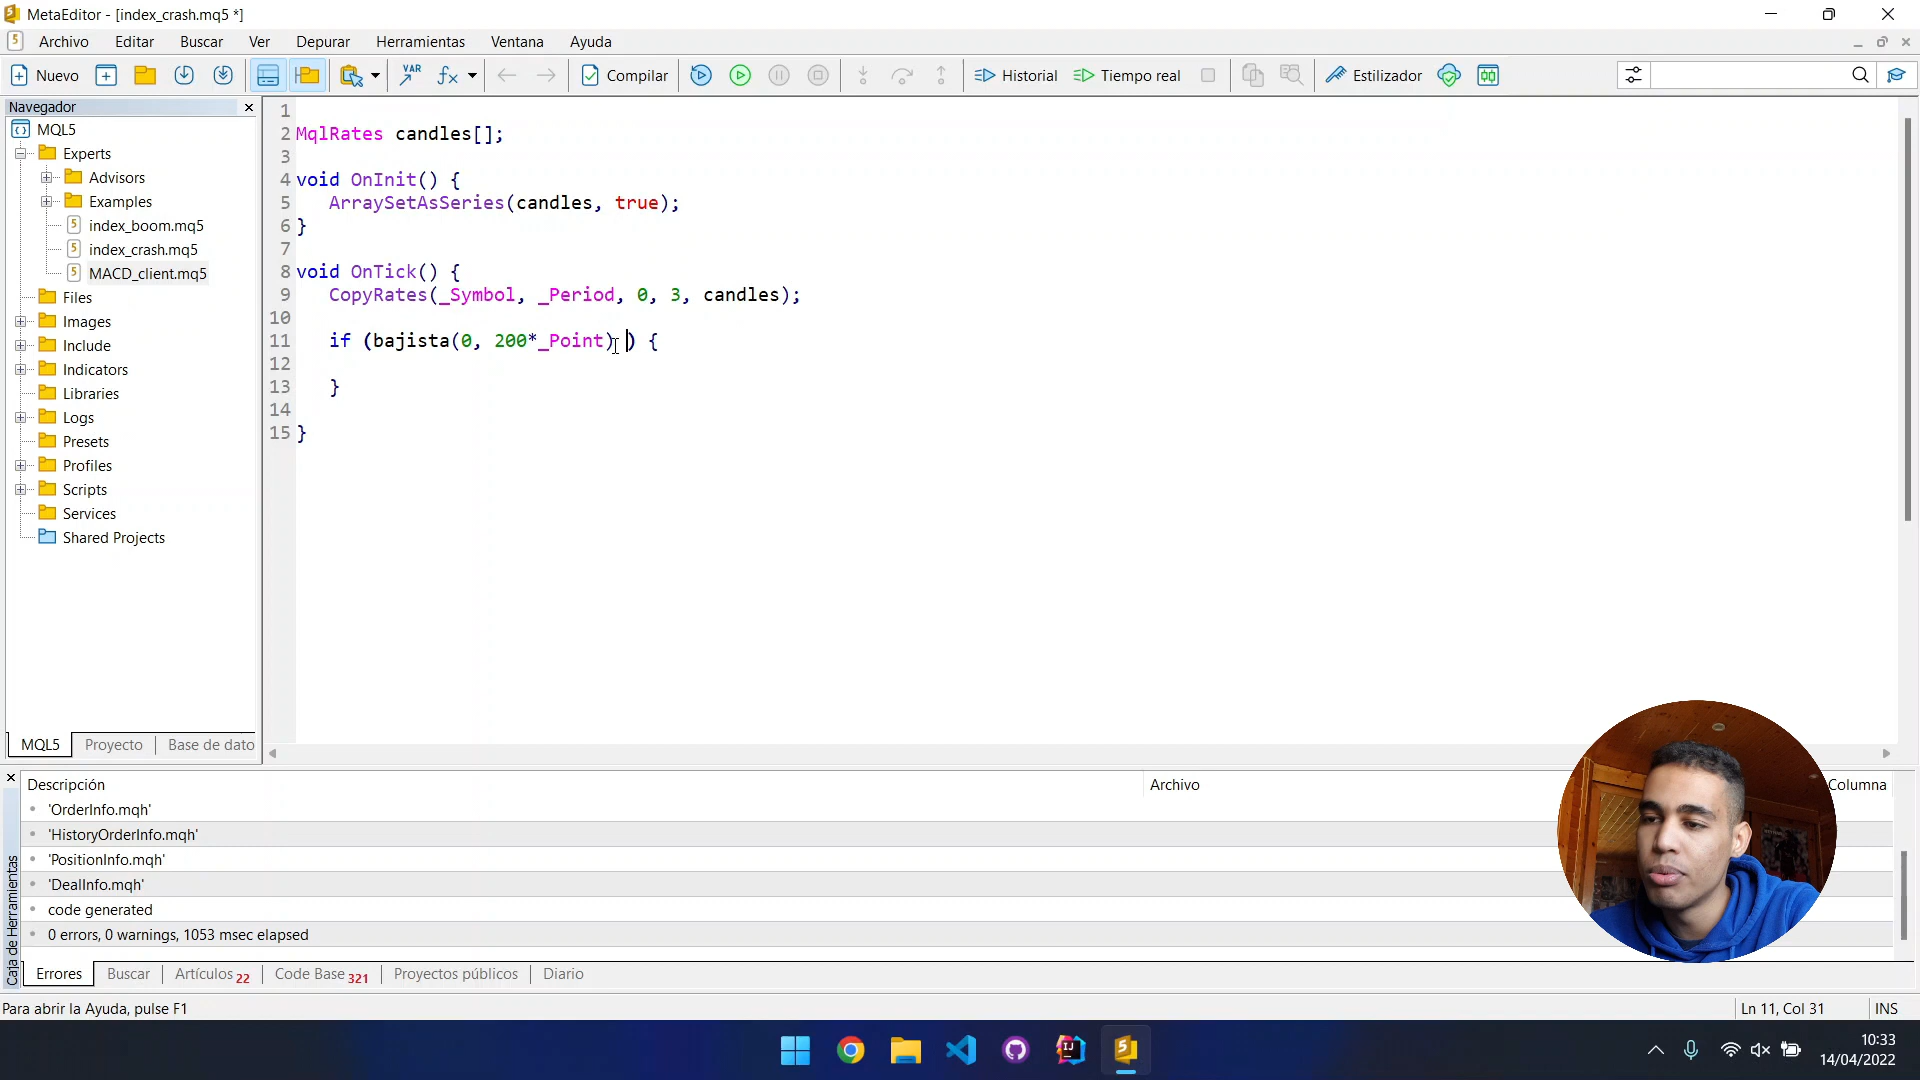 MetaEditor - [index_crash.mq5 *]
Archivo Editar Buscar Ver Depurar Herramientas Ventana Ayuda
Nuevo VAR Compilar Historial Tiempo real Estilizador
Navegador
MQL5
Experts
Advisors
Examples
index_boom.mq5
index_crash.mq5
MACD_client.mq5
Files
Images
Include
Indicators
Libraries
Logs
Presets
Profiles
Scripts
Services
Shared Projects
MQL5 Proyecto Base de dato
1
2 MqlRates candles[];
3
4 void OnInit() {
5 ArraySetAsSeries(candles, true);
6 }
7
8 void OnTick() {
9 CopyRates(_Symbol, _Period, 0, 3, candles);
10
11 if (bajista(0, 200*_Point) ) {
12
13 }
14
15 }
Caja de Herramientas
Descripción Archivo Columna
'OrderInfo.mqh'
'HistoryOrderInfo.mqh'
'PositionInfo.mqh'
'DealInfo.mqh'
code generated
0 errors, 0 warnings, 1053 msec elapsed
Errores Buscar Artículos 22 Code Base 321 Proyectos públicos Diario
Para abrir la Ayuda, pulse F1 Ln 11, Col 31 INS
10:33
14/04/2022